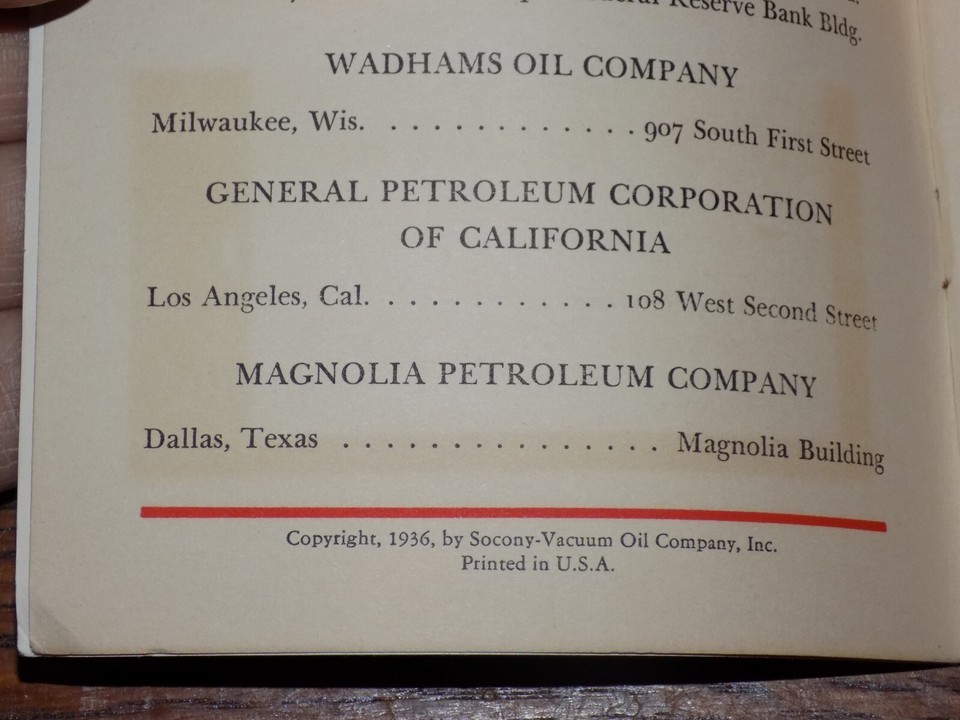 Reserve Bank Bldg.
WADHAMS OIL COMPANY
Milwaukee, Wis. . . . . . . . . . . . . . 907 South First Street
GENERAL PETROLEUM CORPORATION
OF CALIFORNIA
Los Angeles, Cal. . . . . . . . . . . . . 108 West Second Street
MAGNOLIA PETROLEUM COMPANY
Dallas, Texas . . . . . . . . . . . . . . . . Magnolia Building
Copyright, 1936, by Socony-Vacuum Oil Company, Inc.
Printed in U.S.A.